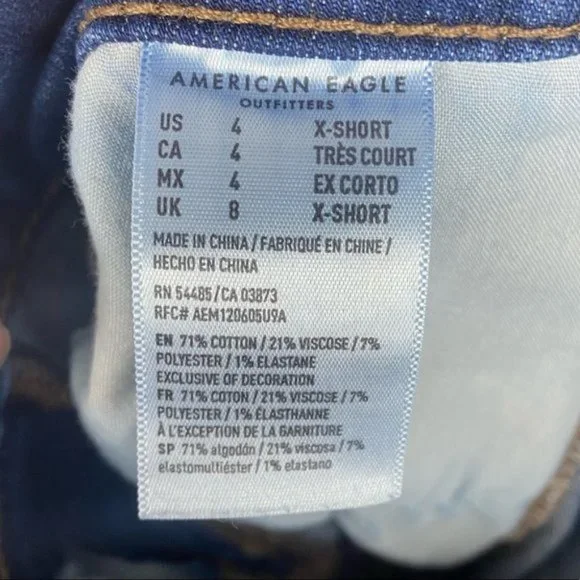 AMERICAN EAGLE
OUTFITTERS
US 4 X-SHORT
CA 4 TRÈS COURT
MX 4 EX CORTO
UK 8 X-SHORT
MADE IN CHINA / FABRIQUÉ EN CHINE /
HECHO EN CHINA
RN 54485 / CA 03873
RFC# AEM120605U9A
EN 71% COTTON / 21% VISCOSE / 7%
POLYESTER / 1% ELASTANE
EXCLUSIVE OF DECORATION
FR 71% COTON / 21% VISCOSE / 7%
POLYESTER / 1% ÉLASTHANNE
À L'EXCEPTION DE LA GARNITURE
SP 71% algodón / 21% viscosa / 7%
elastomultiéster / 1% elastano